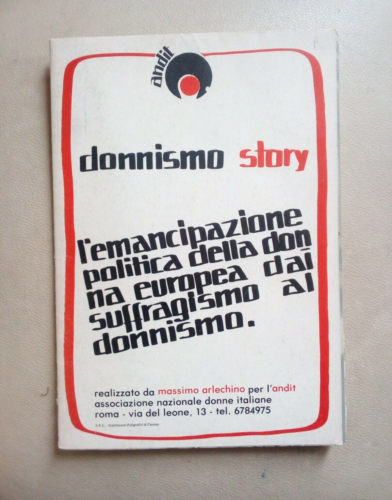 andit
donnismo story
l'emancipazione
politica della don
na europea dal
suffragismo al
donnismo.
realizzato da massimo arlechino per l'andit
associazione nazionale donne italiane
roma - via del leone, 13 - tel. 6784975